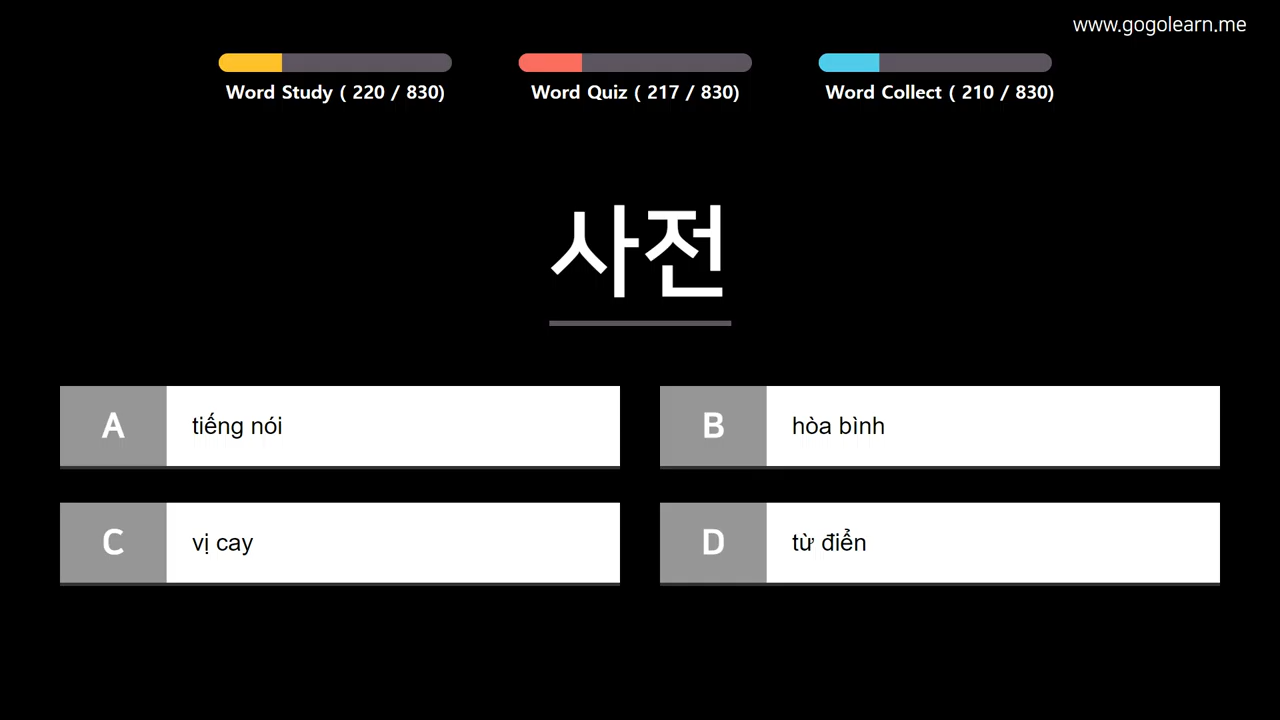 www.gogolearn.me
Word Study ( 220 / 830)
Word Quiz ( 217 / 830)
Word Collect ( 210 / 830)
사전
A tiếng nói
B hòa bình
C vị cay
D từ điển